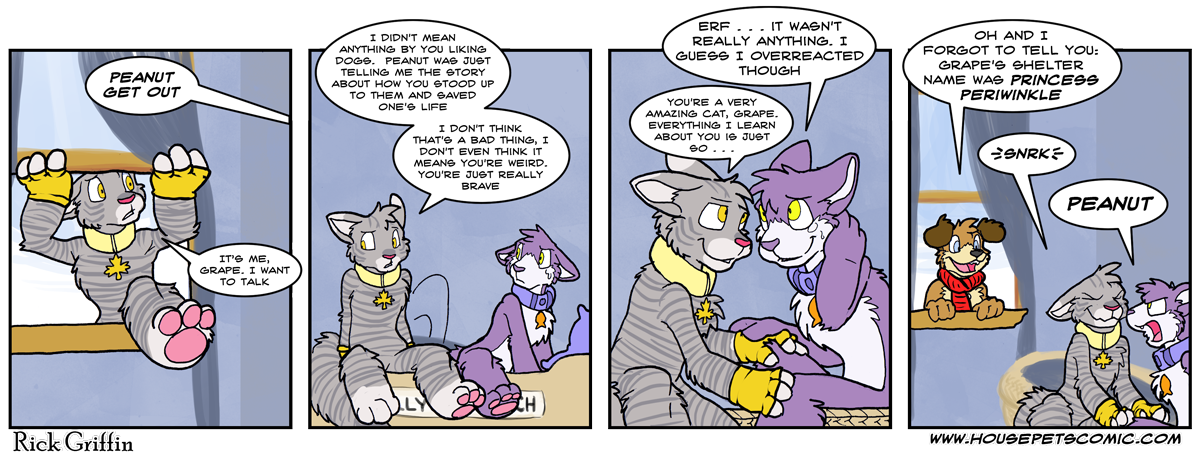 PEANUT
GET OUT
IT'S ME,
GRAPE. I WANT
TO TALK
I DIDN'T MEAN
ANYTHING BY YOU LIKING
DOGS. PEANUT WAS JUST
TELLING ME THE STORY
ABOUT HOW YOU STOOD UP
TO THEM AND SAVED
ONE'S LIFE
I DON'T THINK
THAT'S A BAD THING, I
DON'T EVEN THINK IT
MEANS YOU'RE WEIRD.
YOU'RE JUST REALLY
BRAVE
LLY
CH
ERF . . . IT WASN'T
REALLY ANYTHING. I
GUESS I OVERREACTED
THOUGH
YOU'RE A VERY
AMAZING CAT, GRAPE.
EVERYTHING I LEARN
ABOUT YOU IS JUST
SO . . .
OH AND I
FORGOT TO TELL YOU:
GRAPE'S SHELTER
NAME WAS PRINCESS
PERIWINKLE
SNRK
PEANUT
Rick Griffin
WWW.HOUSEPETSCOMIC.COM